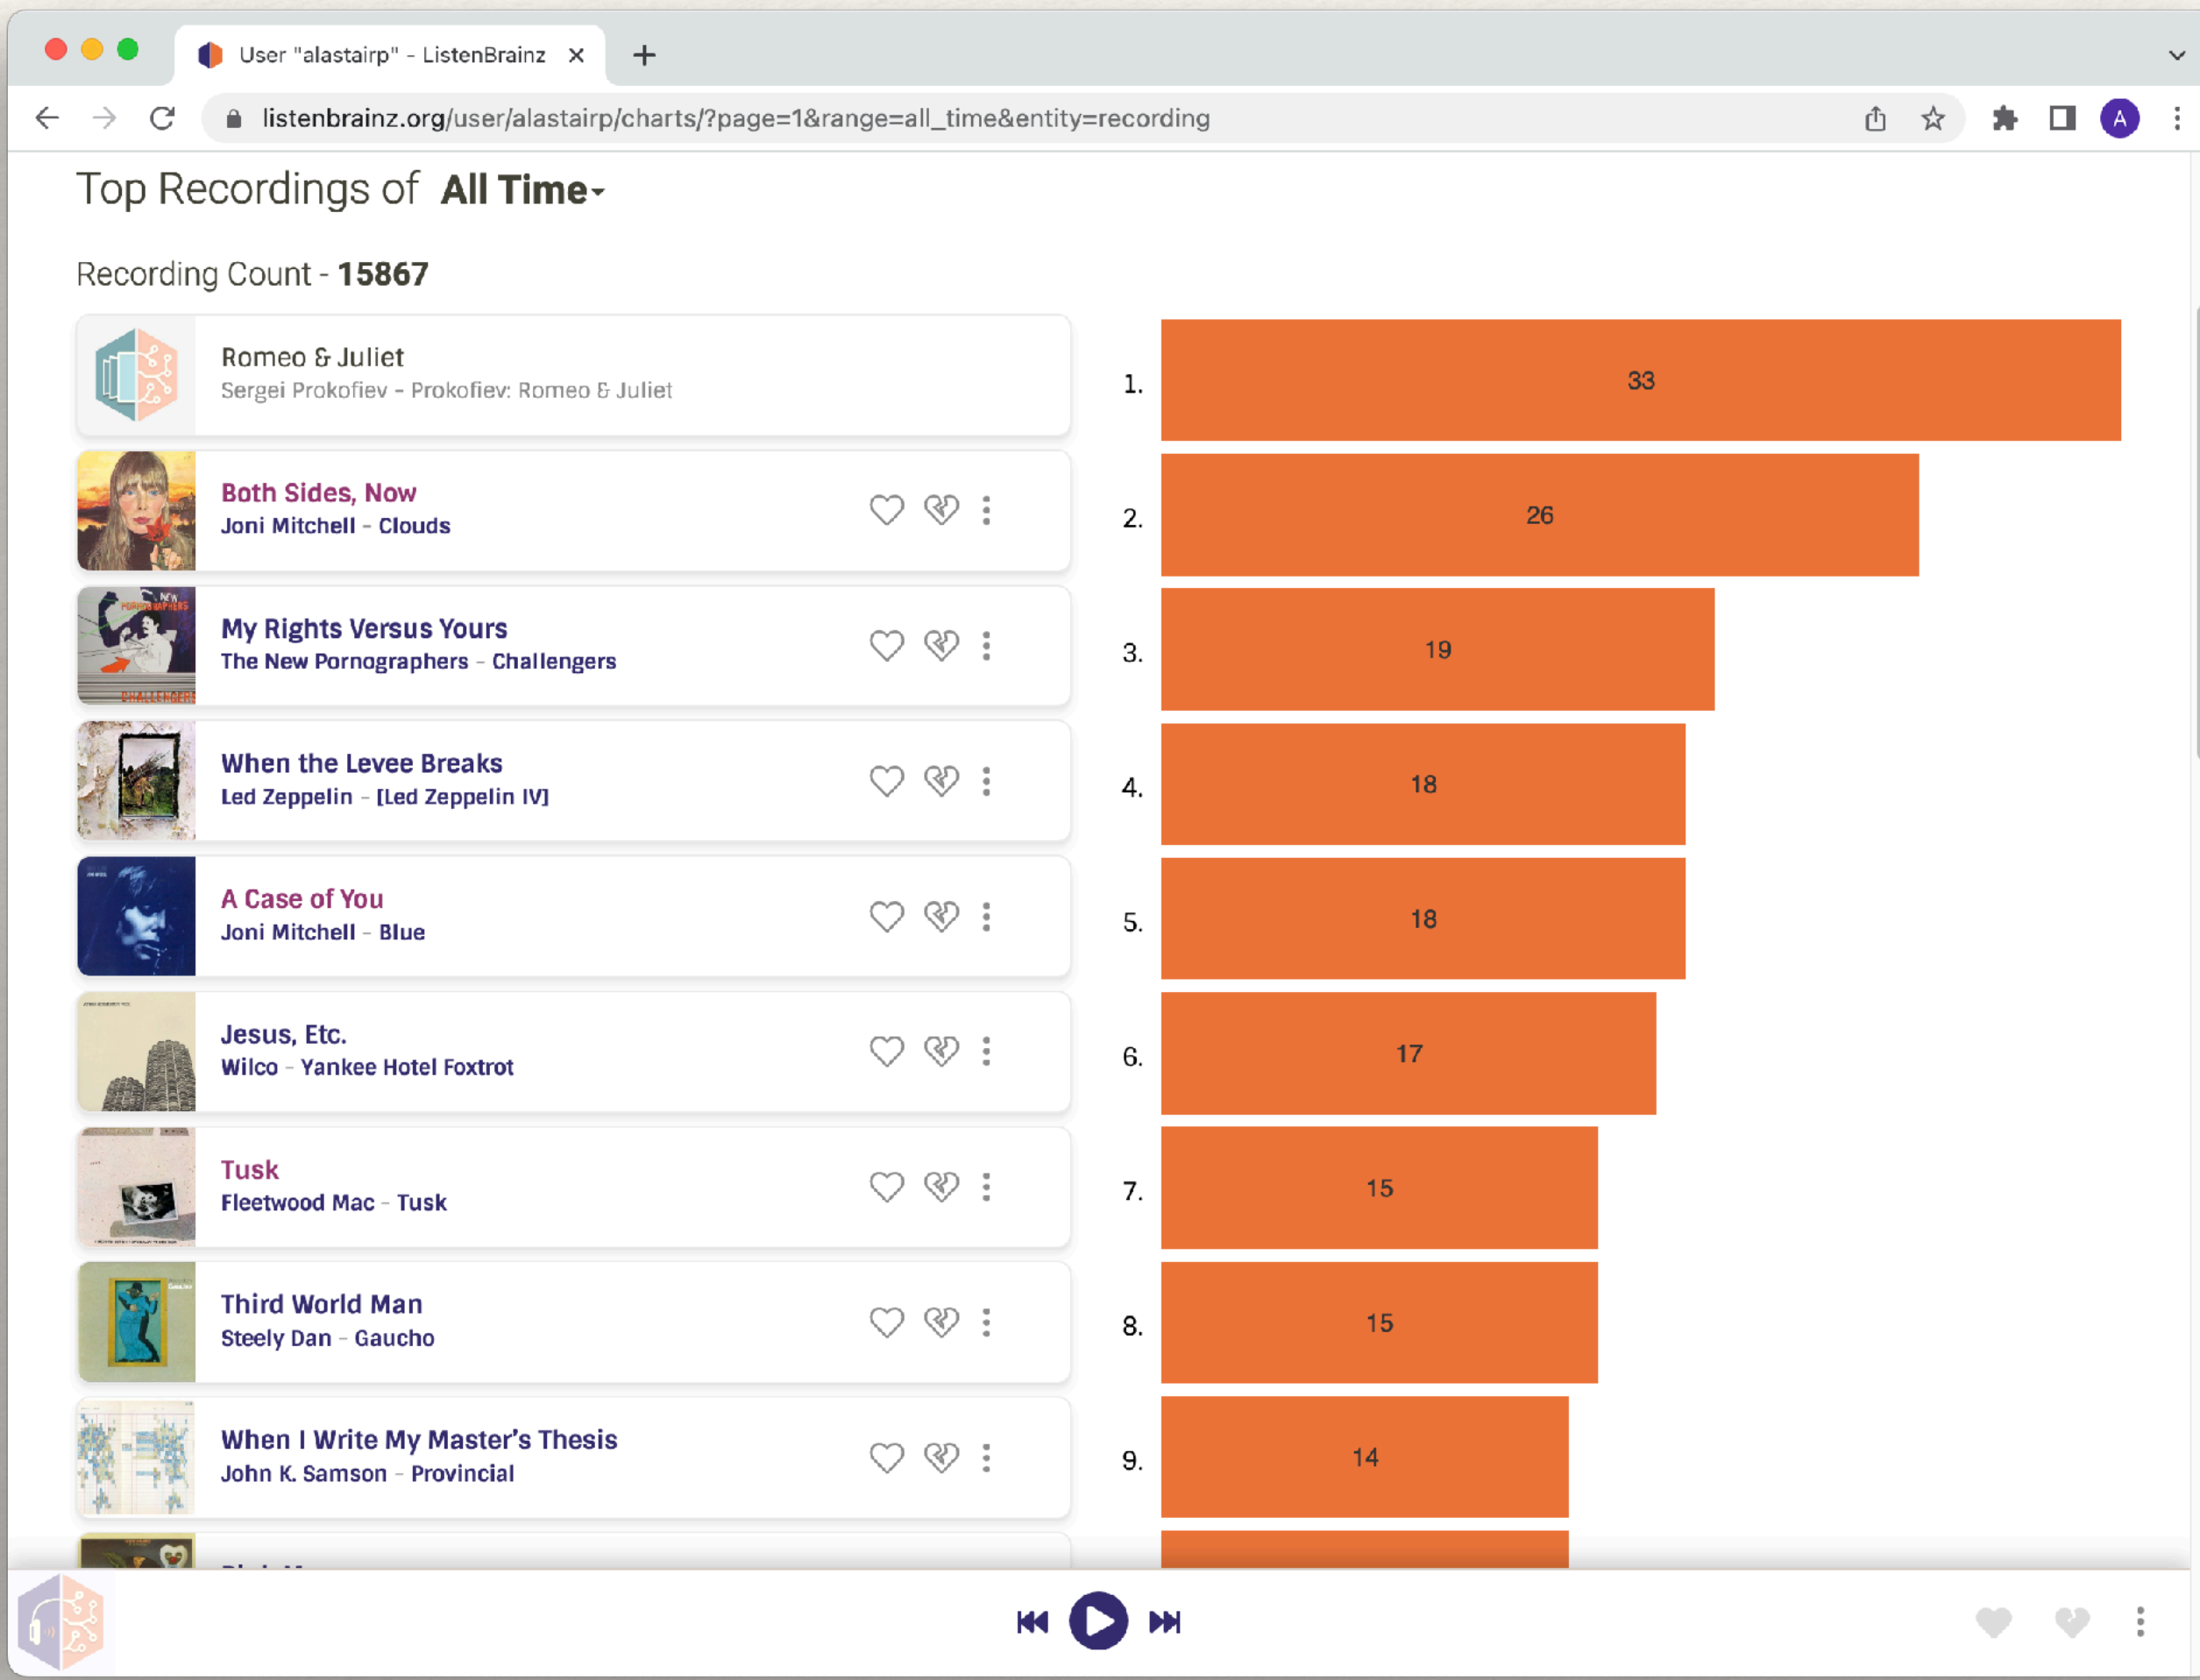 User "alastairp" - ListenBrainz
listenbrainz.org/user/alastairp/charts/?page=1&range=all_time&entity=recording
A
Top Recordings of All Time
Recording Count - 15867
Romeo & Juliet
Sergei Prokofiev - Prokofiev: Romeo & Juliet
1.
33
Both Sides, Now
Joni Mitchell - Clouds
2.
26
NEW
PORNOGRAPHERS
CHALLENGERS
My Rights Versus Yours
The New Pornographers - Challengers
3.
19
When the Levee Breaks
Led Zeppelin - [Led Zeppelin IV]
4.
18
A Case of You
Joni Mitchell - Blue
5.
18
Jesus, Etc.
Wilco - Yankee Hotel Foxtrot
6.
17
Tusk
Fleetwood Mac - Tusk
7.
15
Gaucho
Third World Man
Steely Dan - Gaucho
8.
15
When I Write My Master's Thesis
John K. Samson - Provincial
9.
14